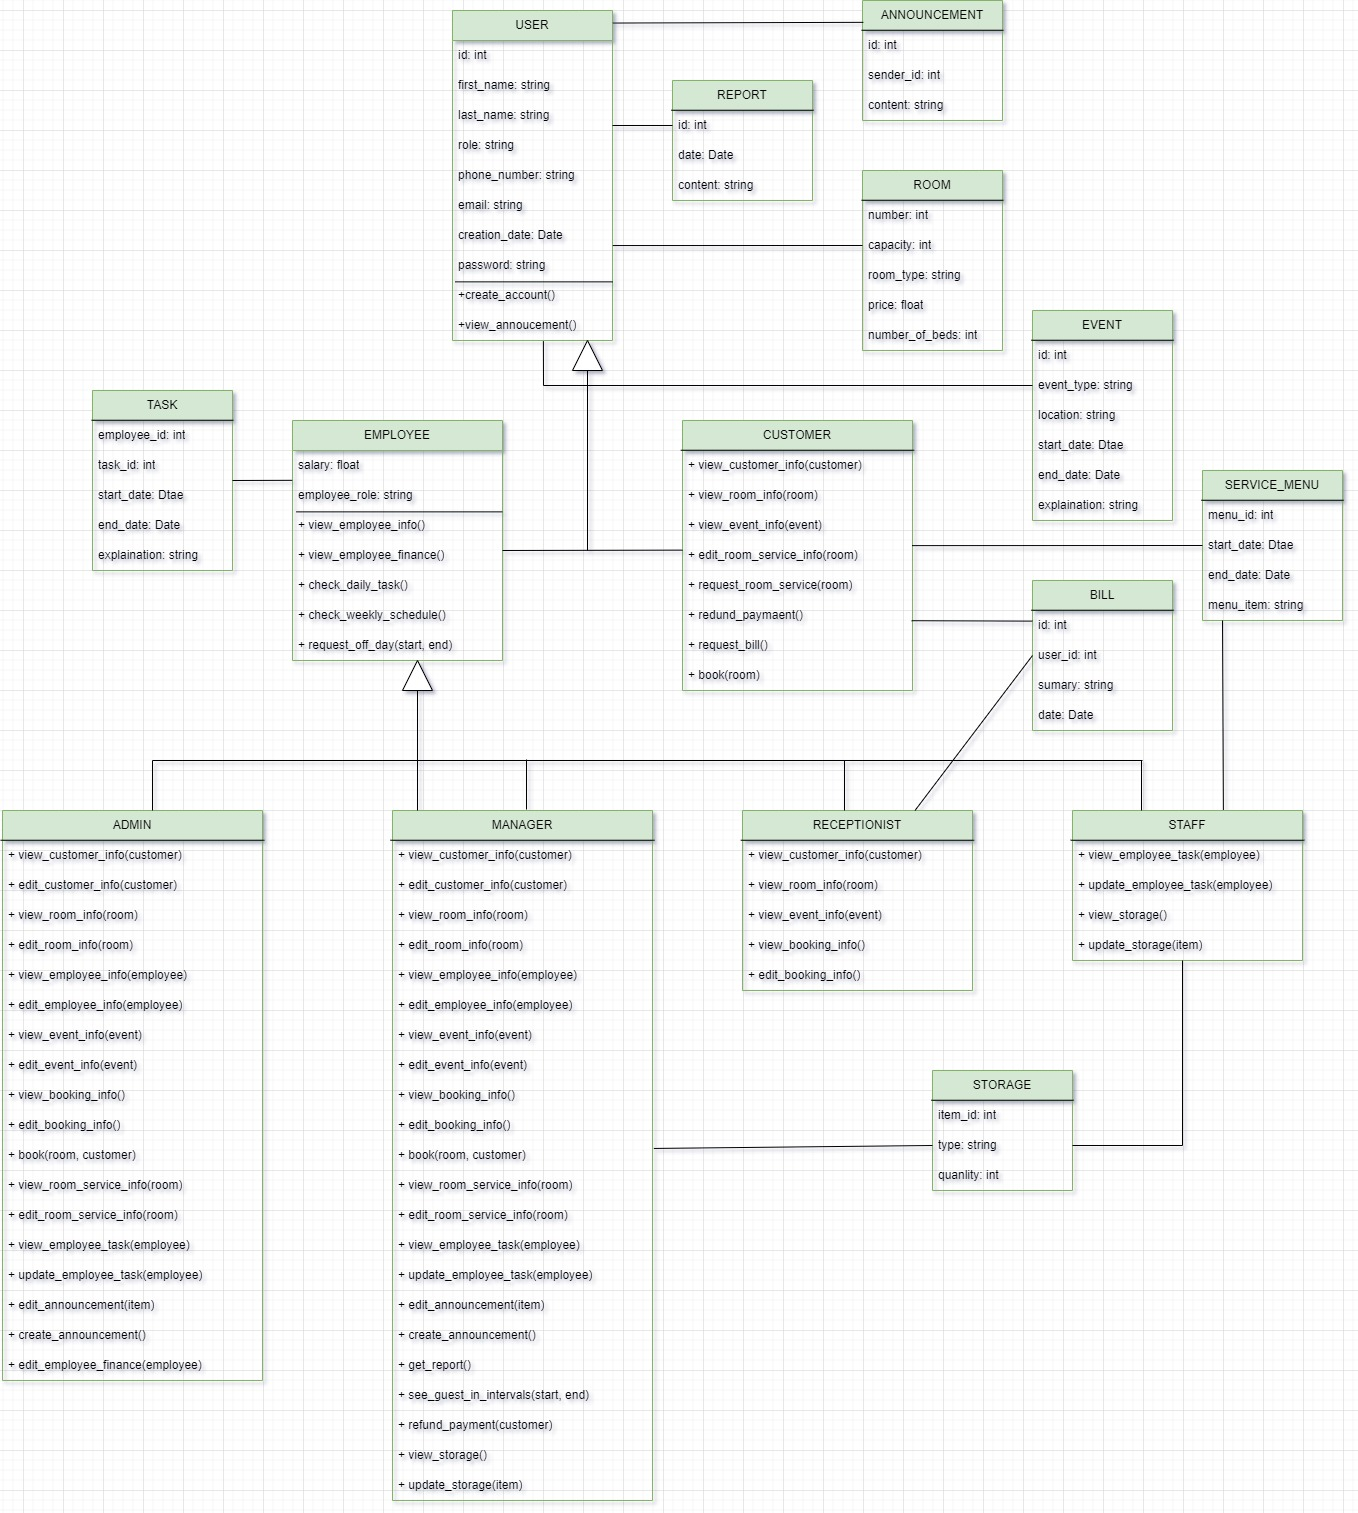 USER
id: int
first_name: string
last_name: string
role: string
phone_number: string
email: string
creation_date: Date
password: string
+create_account()
+view_annoucement()
ANNOUNCEMENT
id: int
sender_id: int
content: string
REPORT
id: int
date: Date
content: string
ROOM
number: int
capacity: int
room_type: string
price: float
number_of_beds: int
EVENT
id: int
event_type: string
location: string
start_date: Dtae
end_date: Date
explaination: string
TASK
employee_id: int
task_id: int
start_date: Dtae
end_date: Date
explaination: string
EMPLOYEE
salary: float
employee_role: string
+ view_employee_info()
+ view_employee_finance()
+ check_daily_task()
+ check_weekly_schedule()
+ request_off_day(start, end)
CUSTOMER
+ view_customer_info(customer)
+ view_room_info(room)
+ view_event_info(event)
+ edit_room_service_info(room)
+ request_room_service(room)
+ redund_paymaent()
+ request_bill()
+ book(room)
SERVICE_MENU
menu_id: int
start_date: Dtae
end_date: Date
menu_item: string
BILL
id: int
user_id: int
sumary: string
date: Date
ADMIN
+ view_customer_info(customer)
+ edit_customer_info(customer)
+ view_room_info(room)
+ edit_room_info(room)
+ view_employee_info(employee)
+ edit_employee_info(employee)
+ view_event_info(event)
+ edit_event_info(event)
+ view_booking_info()
+ edit_booking_info()
+ book(room, customer)
+ view_room_service_info(room)
+ edit_room_service_info(room)
+ view_employee_task(employee)
+ update_employee_task(employee)
+ edit_announcement(item)
+ create_announcement()
+ edit_employee_finance(employee)
MANAGER
+ view_customer_info(customer)
+ edit_customer_info(customer)
+ view_room_info(room)
+ edit_room_info(room)
+ view_employee_info(employee)
+ edit_employee_info(employee)
+ view_event_info(event)
+ edit_event_info(event)
+ view_booking_info()
+ edit_booking_info()
+ book(room, customer)
+ view_room_service_info(room)
+ edit_room_service_info(room)
+ view_employee_task(employee)
+ update_employee_task(employee)
+ edit_announcement(item)
+ create_announcement()
+ get_report()
+ see_guest_in_intervals(start, end)
+ refund_payment(customer)
+ view_storage()
+ update_storage(item)
RECEPTIONIST
+ view_customer_info(customer)
+ view_room_info(room)
+ view_event_info(event)
+ view_booking_info()
+ edit_booking_info()
STAFF
+ view_employee_task(employee)
+ update_employee_task(employee)
+ view_storage()
+ update_storage(item)
STORAGE
item_id: int
type: string
quanlity: int